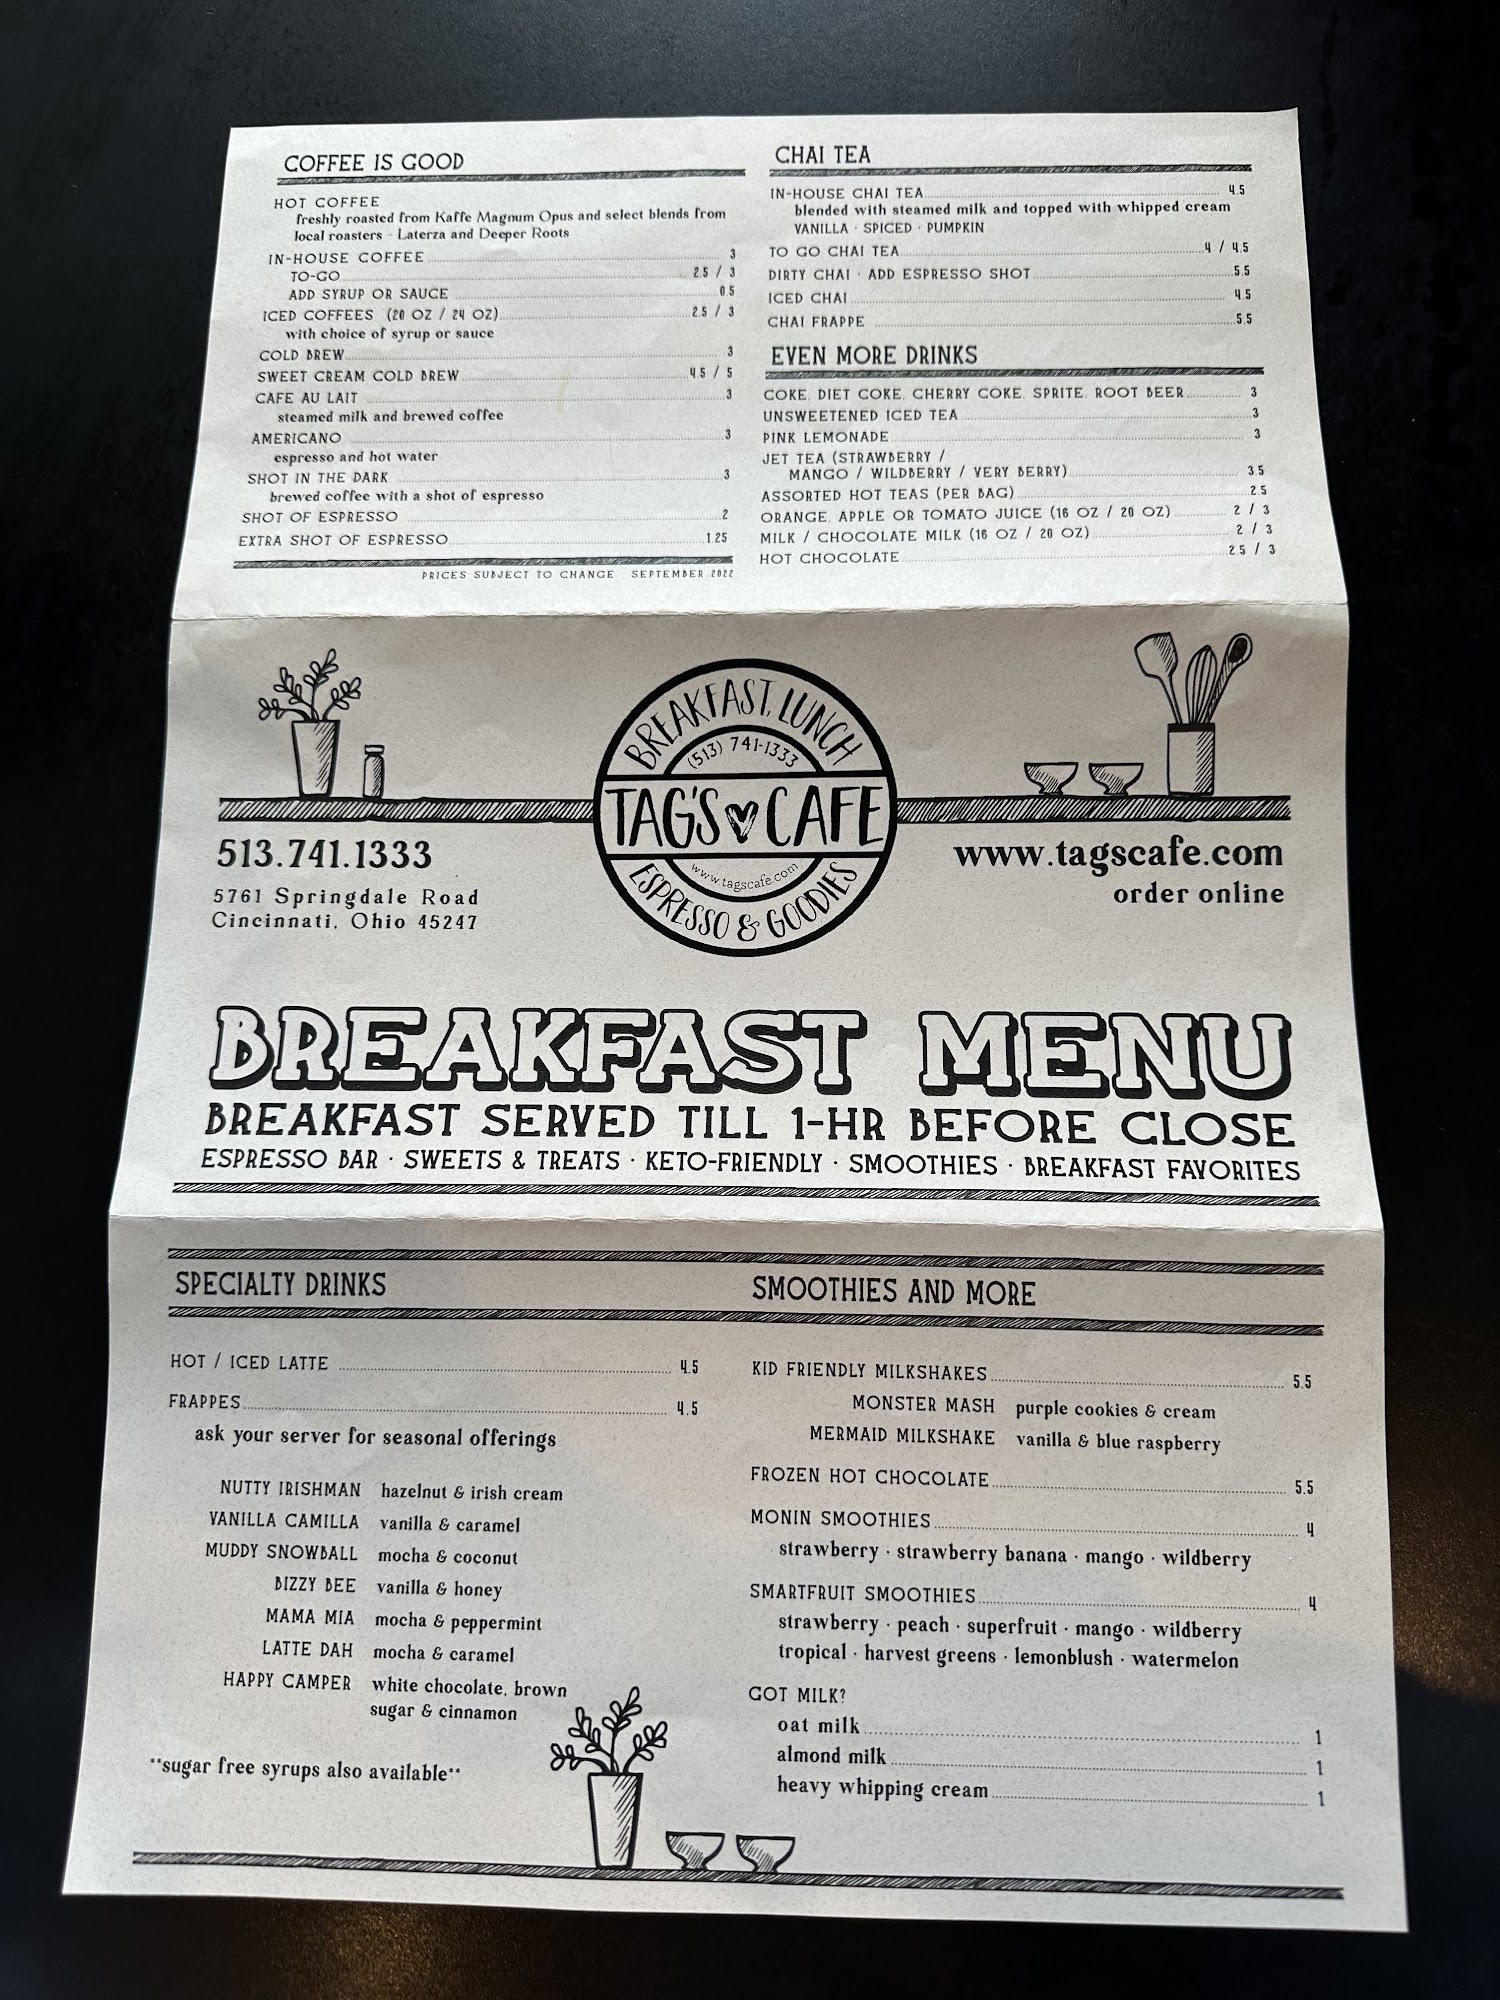 COFFEE IS GOOD
HOT COFFEE
freshly roasted from Kaffe Magnum Opus and select blends from
local roasters - Laterza and Deeper Roots
IN-HOUSE COFFEE 3
TO-GO 2.5 / 3
ADD SYRUP OR SAUCE 0.5
ICED COFFEES (20 OZ / 24 OZ) 2.5 / 3
with choice of syrup or sauce
COLD BREW 3
SWEET CREAM COLD BREW 4.5 / 5
CAFE AU LAIT 3
steamed milk and brewed coffee
AMERICANO 3
espresso and hot water
SHOT IN THE DARK 3
brewed coffee with a shot of espresso
SHOT OF ESPRESSO 2
EXTRA SHOT OF ESPRESSO 1.25
PRICES SUBJECT TO CHANGE. SEPTEMBER 2022
CHAI TEA
IN-HOUSE CHAI TEA 4.5
blended with steamed milk and topped with whipped cream
VANILLA · SPICED · PUMPKIN
TO GO CHAI TEA 4 / 4.5
DIRTY CHAI · ADD ESPRESSO SHOT 5.5
ICED CHAI 4.5
CHAI FRAPPE 5.5
EVEN MORE DRINKS
COKE, DIET COKE, CHERRY COKE, SPRITE, ROOT BEER 3
UNSWEETENED ICED TEA 3
PINK LEMONADE 3
JET TEA (STRAWBERRY /
MANGO / WILDBERRY / VERY BERRY) 3.5
ASSORTED HOT TEAS (PER BAG) 2.5
ORANGE, APPLE OR TOMATO JUICE (16 OZ / 20 OZ) 2 / 3
MILK / CHOCOLATE MILK (16 OZ / 20 OZ) 2 / 3
HOT CHOCOLATE 2.5 / 3
BREAKFAST, LUNCH
(513) 741-1333
TAG'S CAFE
www.tagscafe.com
ESPRESSO & GOODIES
513.741.1333
5761 Springdale Road
Cincinnati, Ohio 45247
www.tagscafe.com
order online
BREAKFAST MENU
BREAKFAST SERVED TILL 1-HR BEFORE CLOSE
ESPRESSO BAR · SWEETS & TREATS · KETO-FRIENDLY · SMOOTHIES · BREAKFAST FAVORITES
SPECIALTY DRINKS
HOT / ICED LATTE 4.5
FRAPPES 4.5
ask your server for seasonal offerings
NUTTY IRISHMAN hazelnut & irish cream
VANILLA CAMILLA vanilla & caramel
MUDDY SNOWBALL mocha & coconut
BIZZY BEE vanilla & honey
MAMA MIA mocha & peppermint
LATTE DAH mocha & caramel
HAPPY CAMPER white chocolate, brown
sugar & cinnamon
**sugar free syrups also available**
SMOOTHIES AND MORE
KID FRIENDLY MILKSHAKES 5.5
MONSTER MASH purple cookies & cream
MERMAID MILKSHAKE vanilla & blue raspberry
FROZEN HOT CHOCOLATE 5.5
MONIN SMOOTHIES 4
strawberry · strawberry banana · mango · wildberry
SMARTFRUIT SMOOTHIES 4
strawberry · peach · superfruit · mango · wildberry
tropical · harvest greens · lemonblush · watermelon
GOT MILK?
oat milk 1
almond milk 1
heavy whipping cream 1